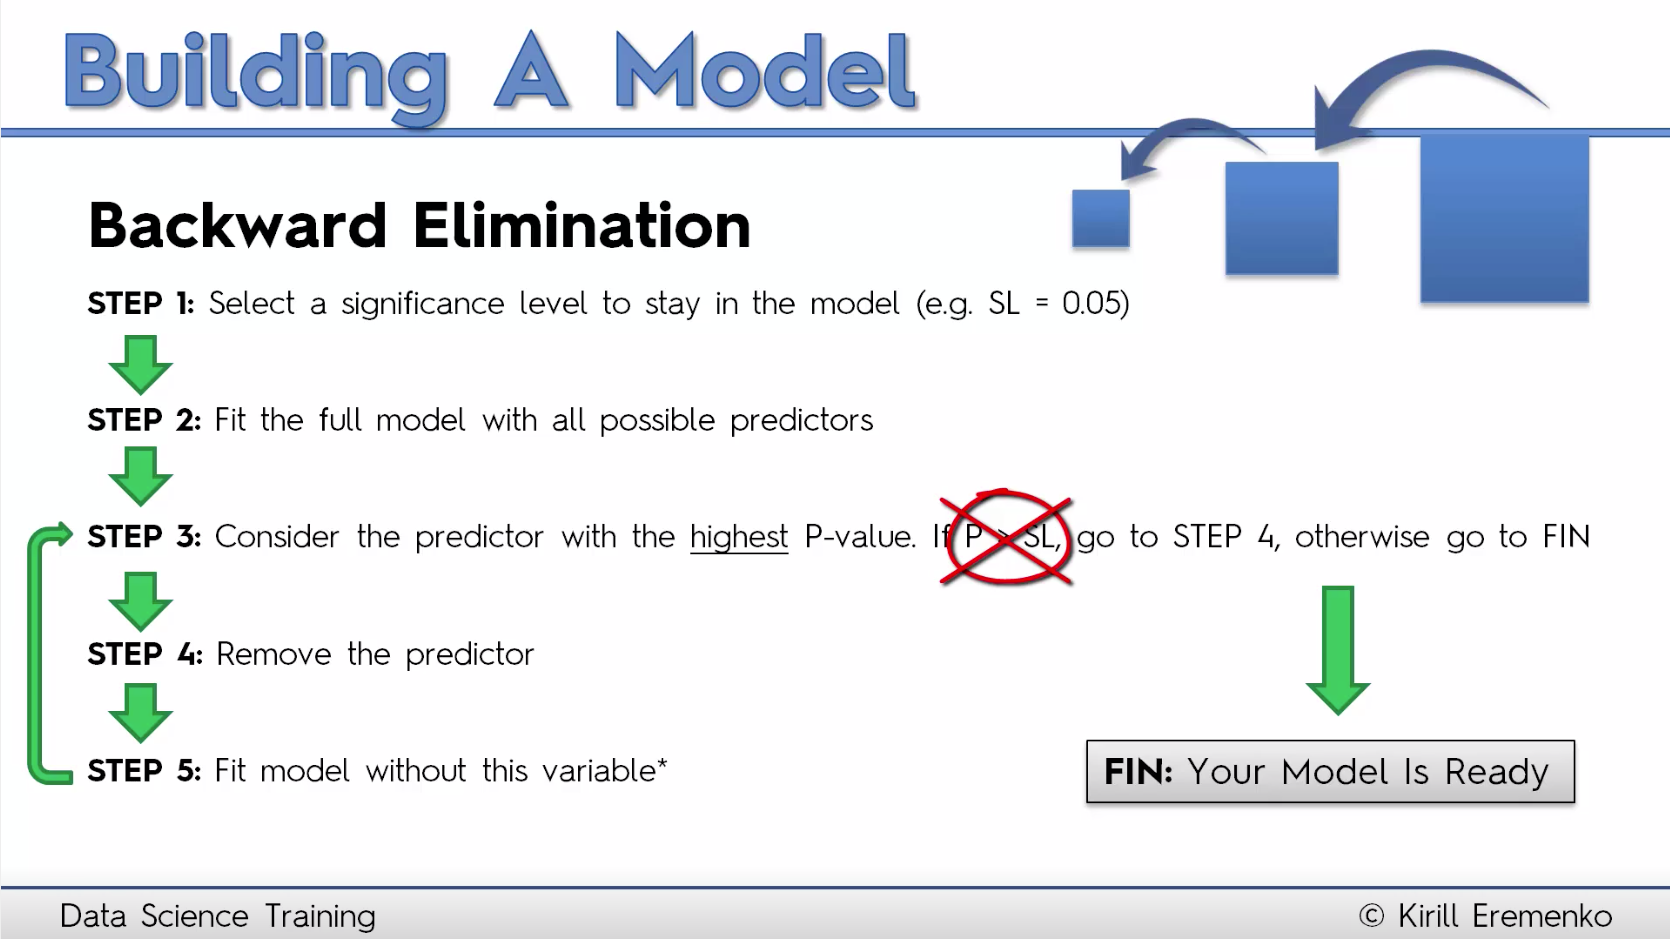 Building A Model
Backward Elimination
STEP 1: Select a significance level to stay in the model (e.g. SL = 0.05)
STEP 2: Fit the full model with all possible predictors
STEP 3: Consider the predictor with the highest P-value. If P > SL, go to STEP 4, otherwise go to FIN
STEP 4: Remove the predictor
STEP 5: Fit model without this variable*
FIN: Your Model Is Ready
Data Science Training
© Kirill Eremenko